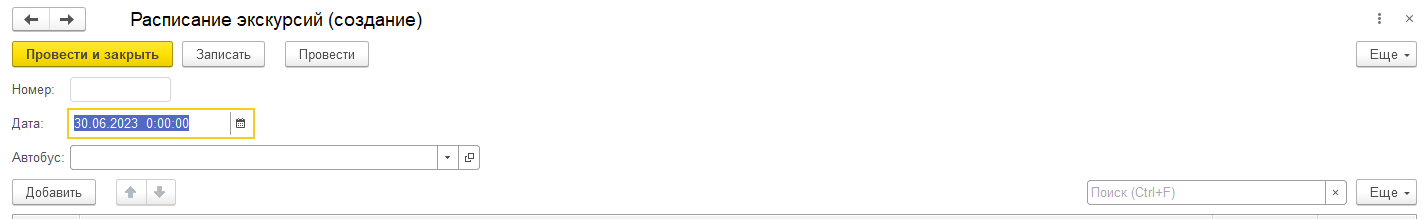 Расписание экскурсий (создание)
Провести и закрыть Записать Провести Еще
Номер:
Дата: 30.06.2023 0:00:00
Автобус:
Добавить Поиск (Ctrl+F) × Еще